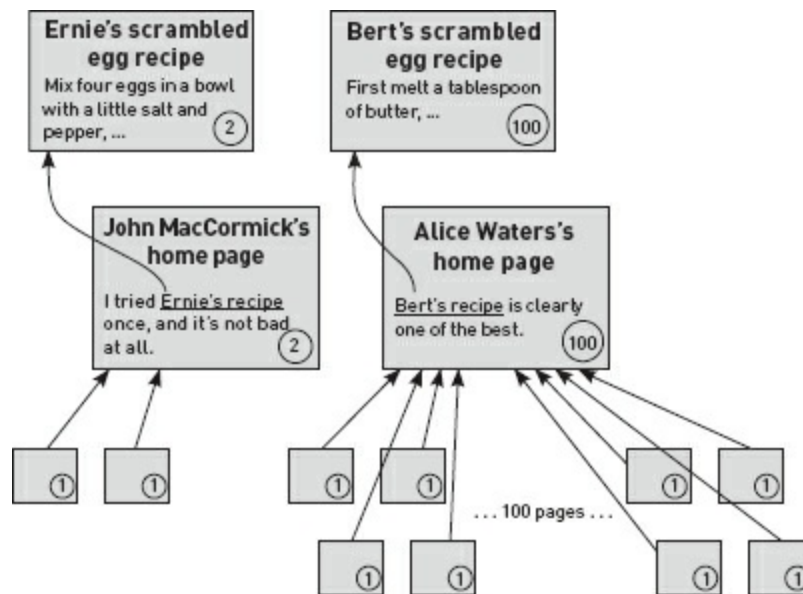 Ernie's scrambled
egg recipe
Mix four eggs in a bowl
with a little salt and
pepper, ...
2
Bert's scrambled
egg recipe
First melt a tablespoon
of butter, ...
100
John MacCormick's
home page
I tried Ernie's recipe
once, and it's not bad
at all.
2
Alice Waters's
home page
Bert's recipe is clearly
one of the best.
100
1
1
1
1
1
1
... 100 pages ...
1
1
1
1